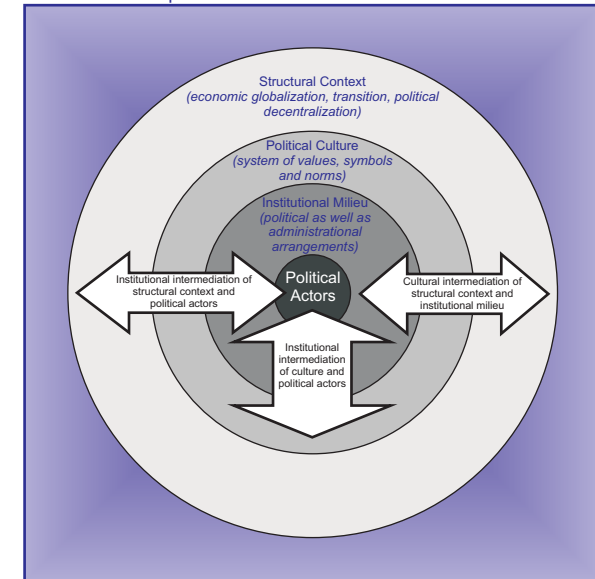 Structural Context
(economic globalization, transition, political
decentralization)
Political Culture
(system of values, symbols
and norms)
Institutional Milieu
(political as well as
administrational
arrangements)
Political
Actors
Institutional intermediation of
structural context and
political actors
Cultural intermediation of
structural context and
institutional milieu
Institutional
intermediation
of culture and
political actors